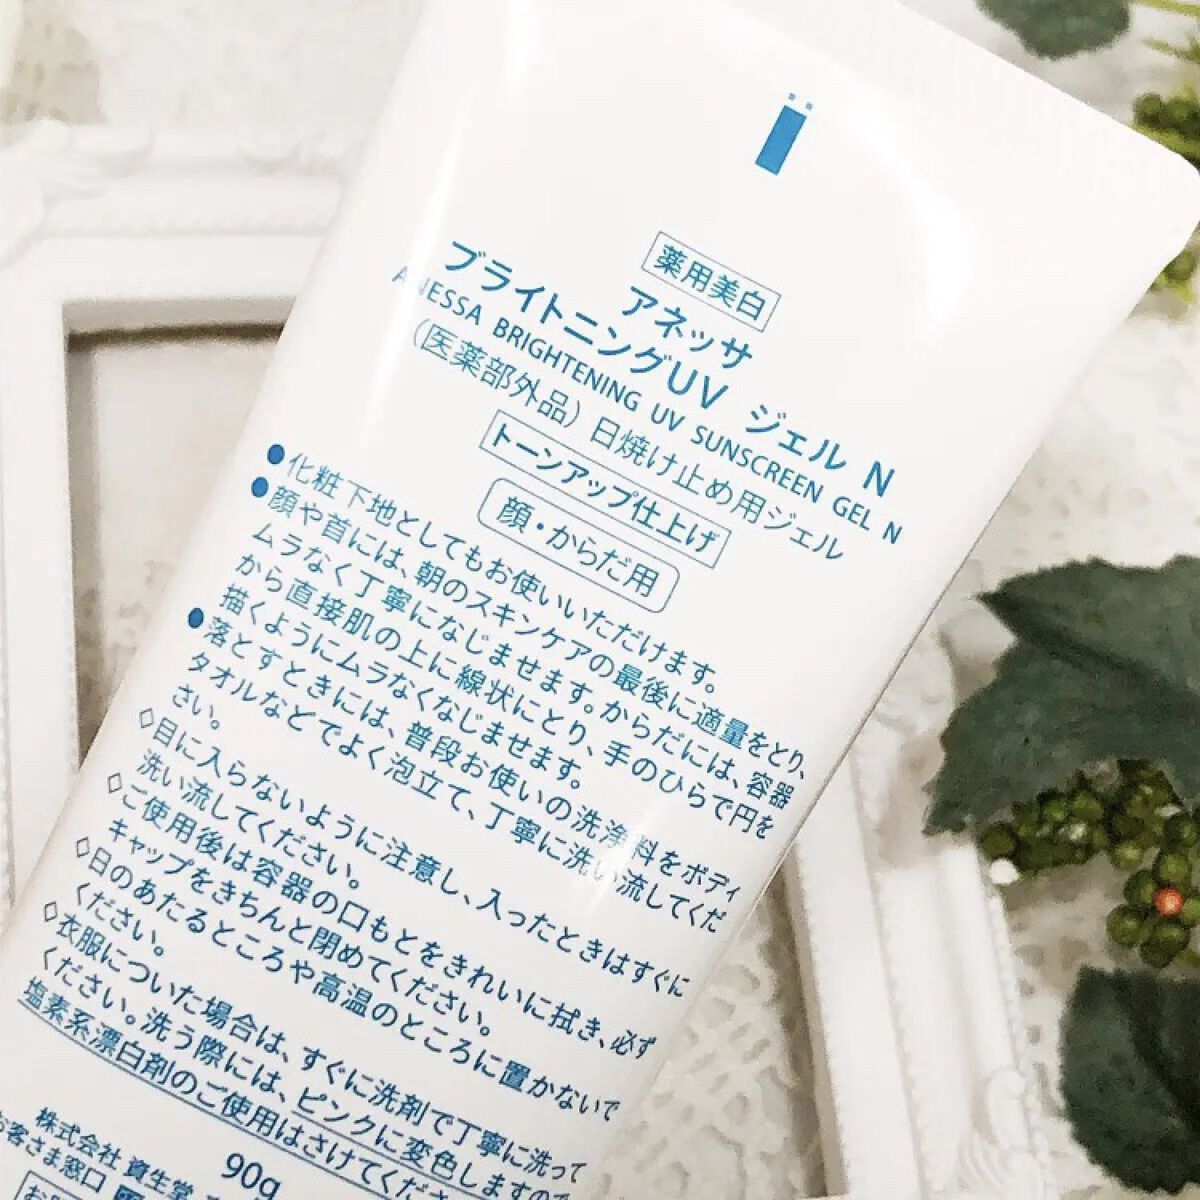 薬用美白
アネッサ
ブライトニングUV ジェル N
ANESSA BRIGHTENING UV SUNSCREEN GEL N
(医薬部外品) 日焼け止め用ジェル
トーンアップ仕上げ
顔・からだ用
●化粧下地としてもお使いいただけます。
●顔や首には、朝のスキンケアの最後に適量をとり、
ムラなく丁寧になじませます。からだには、容器
から直接肌の上に線状にとり、手のひらで円を
描くようにムラなくなじませます。
●落とすときには、普段お使いの洗浄料をボディ
タオルなどでよく泡立て、丁寧に洗い流してくだ
さい。
◇目に入らないように注意し、入ったときはすぐに
洗い流してください。
◇ご使用後は容器の口もとをきれいに拭き、必ず
キャップをきちんと閉めてください。
◇日のあたるところや高温のところに置かないで
ください。
◇衣服についた場合は、すぐに洗剤で丁寧に洗って
ください。洗う際には、ピンクに変色しますので
塩素系漂白剤のご使用はさけてくださ
90g
株式会社 資生堂
お客さま窓口